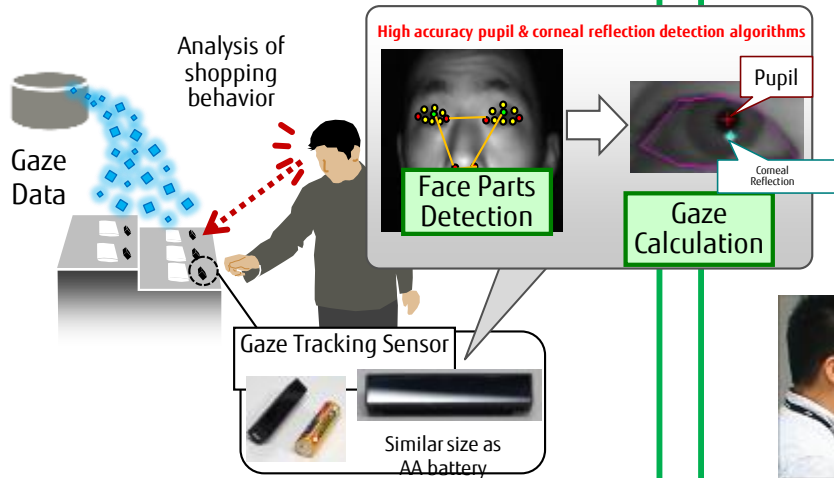 High accuracy pupil & corneal reflection detection algorithms
Analysis of
shopping
behavior
Gaze
Data
Face Parts
Detection
Pupil
Corneal
Reflection
Gaze
Calculation
Gaze Tracking Sensor
Similar size as
AA battery